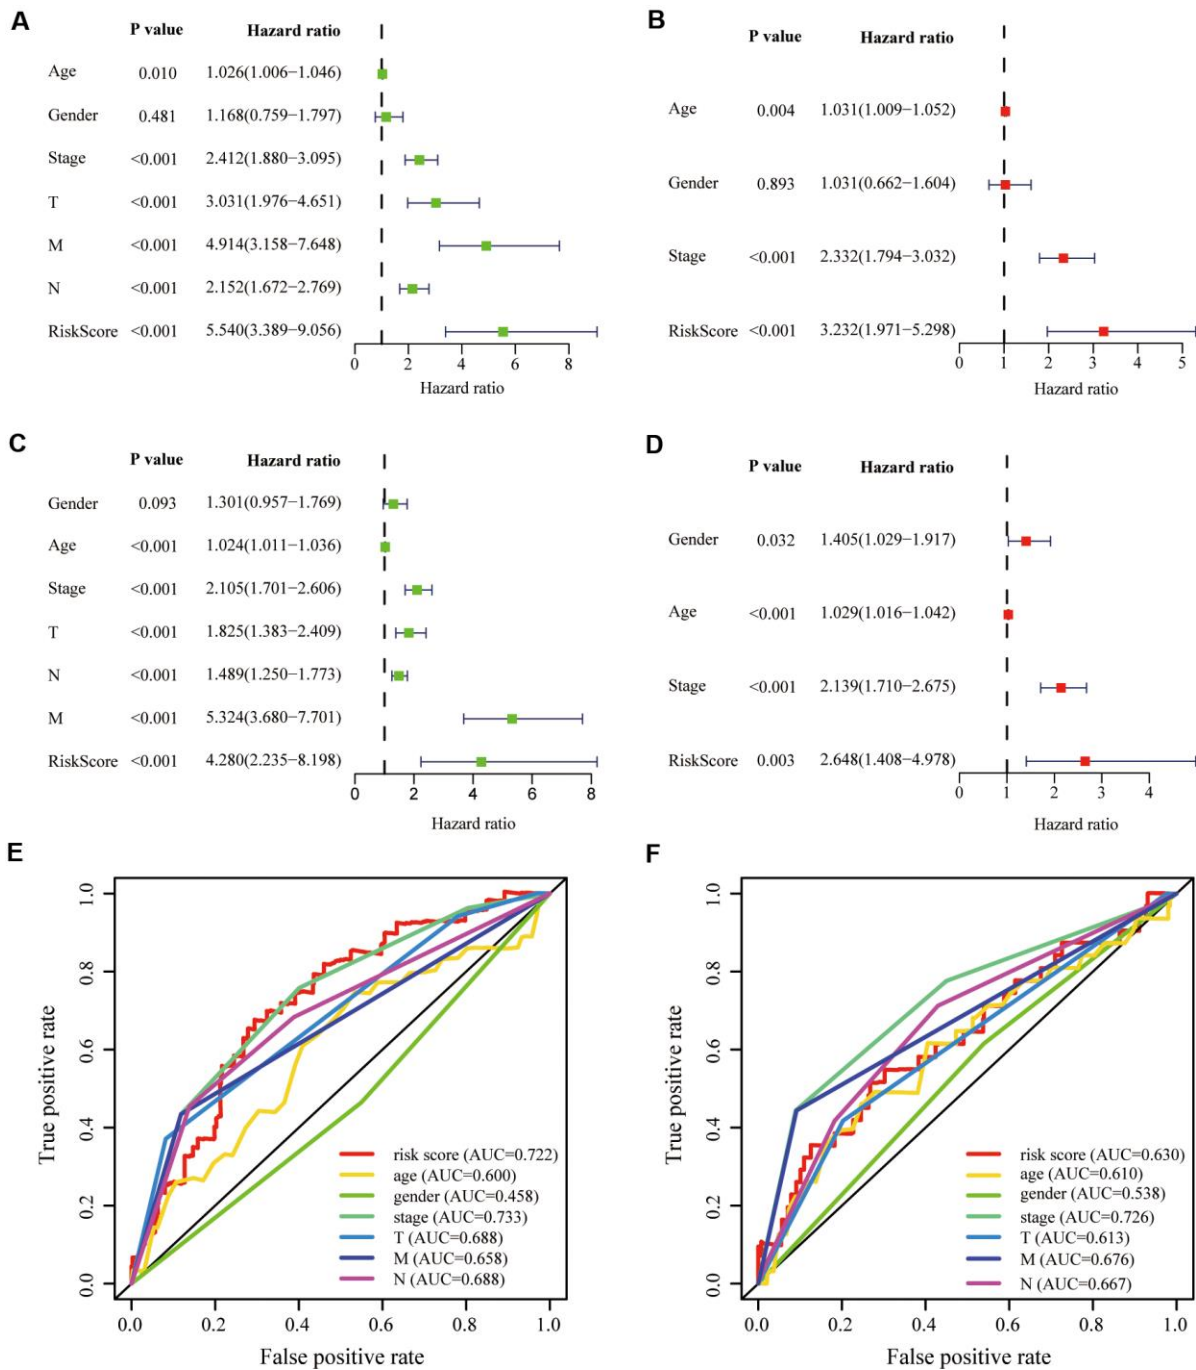 A
P value Hazard ratio
Age 0.010 1.026(1.006−1.046)
Gender 0.481 1.168(0.759−1.797)
Stage <0.001 2.412(1.880−3.095)
T <0.001 3.031(1.976−4.651)
M <0.001 4.914(3.158−7.648)
N <0.001 2.152(1.672−2.769)
RiskScore <0.001 5.540(3.389−9.056)
0 2 4 6 8
Hazard ratio
B
P value Hazard ratio
Age 0.004 1.031(1.009−1.052)
Gender 0.893 1.031(0.662−1.604)
Stage <0.001 2.332(1.794−3.032)
RiskScore <0.001 3.232(1.971−5.298)
0 1 2 3 4 5
Hazard ratio
C
P value Hazard ratio
Gender 0.093 1.301(0.957−1.769)
Age <0.001 1.024(1.011−1.036)
Stage <0.001 2.105(1.701−2.606)
T <0.001 1.825(1.383−2.409)
N <0.001 1.489(1.250−1.773)
M <0.001 5.324(3.680−7.701)
RiskScore <0.001 4.280(2.235−8.198)
0 2 4 6 8
Hazard ratio
D
P value Hazard ratio
Gender 0.032 1.405(1.029−1.917)
Age <0.001 1.029(1.016−1.042)
Stage <0.001 2.139(1.710−2.675)
RiskScore 0.003 2.648(1.408−4.978)
0 1 2 3 4
Hazard ratio
E
True positive rate
1.0
0.8
0.6
0.4
0.2
0.0
risk score (AUC=0.722)
age (AUC=0.600)
gender (AUC=0.458)
stage (AUC=0.733)
T (AUC=0.688)
M (AUC=0.658)
N (AUC=0.688)
0.0 0.2 0.4 0.6 0.8 1.0
False positive rate
F
True positive rate
1.0
0.8
0.6
0.4
0.2
0.0
risk score (AUC=0.630)
age (AUC=0.610)
gender (AUC=0.538)
stage (AUC=0.726)
T (AUC=0.613)
M (AUC=0.676)
N (AUC=0.667)
0.0 0.2 0.4 0.6 0.8 1.0
False positive rate